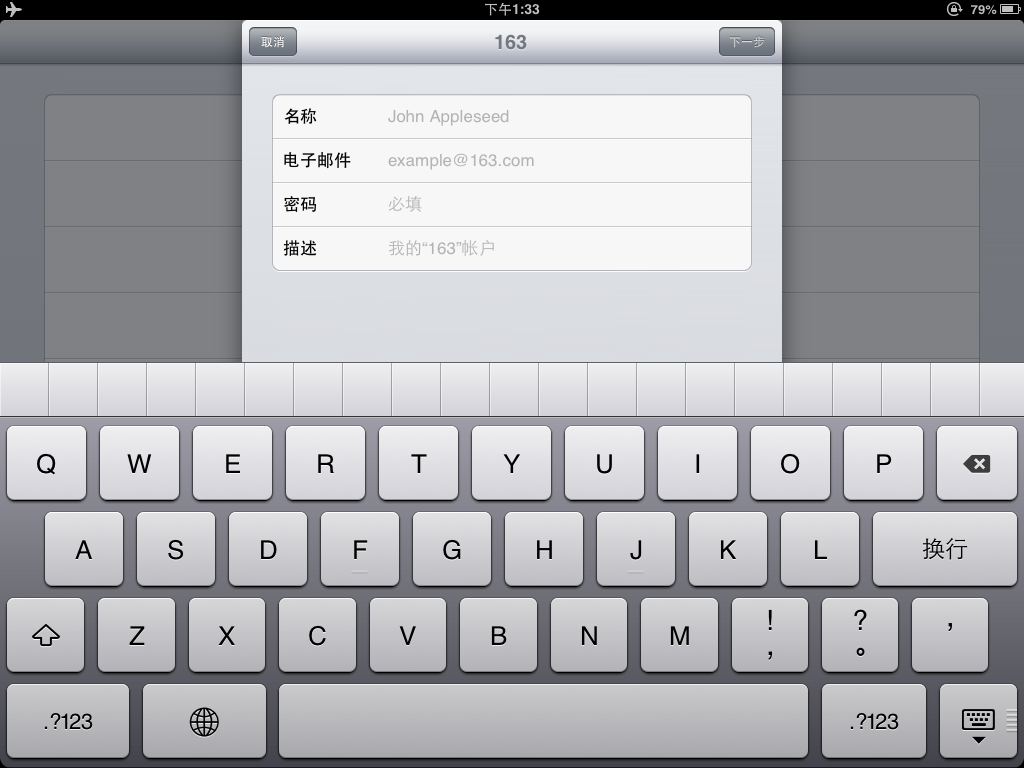 下午1:33
79%
取消
163
下一步
名称 John Appleseed
电子邮件 example@163.com
密码 必填
描述 我的“163”帐户
Q W E R T Y U I O P
A S D F G H J K L 换行
Z X C V B N M ! , ? 。 ’
.?123 .?123